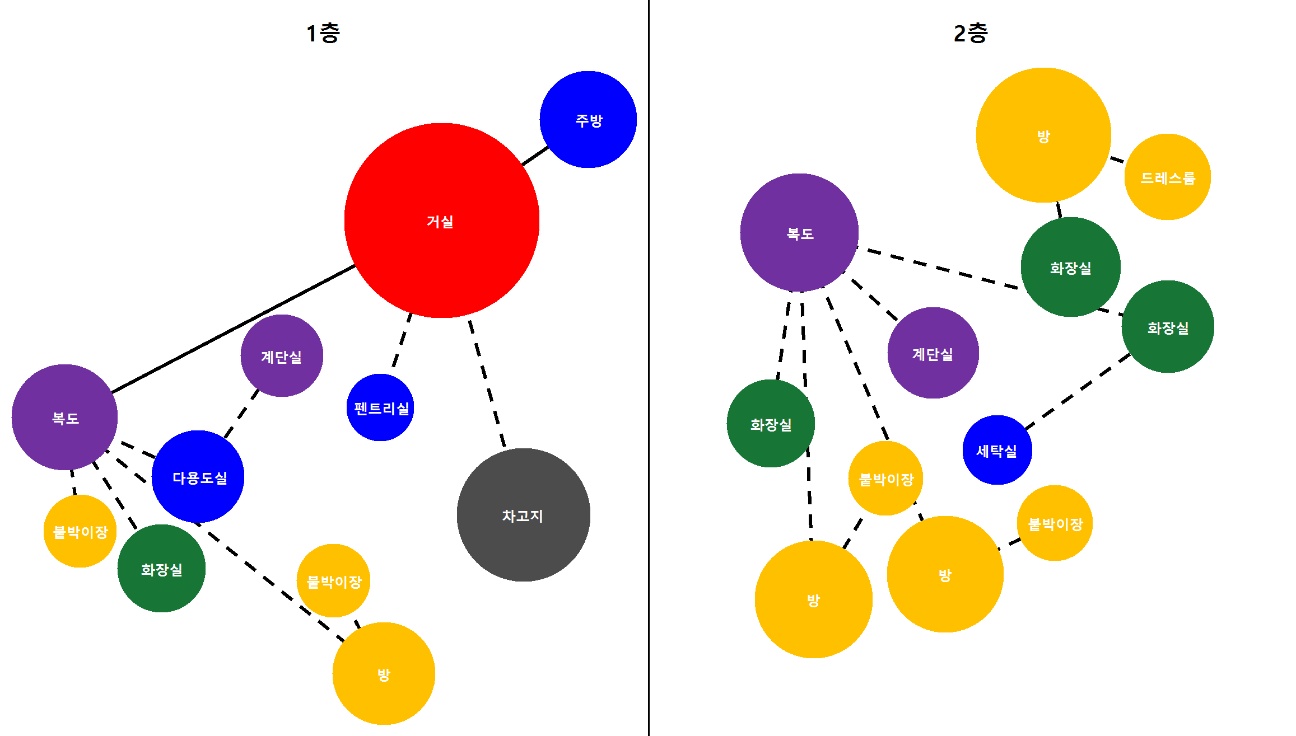 1층
2층
주방
거실
계단실
복도
펜트리실
다용도실
차고지
붙박이장
화장실
붙박이장
방
방
드레스룸
복도
화장실
화장실
계단실
화장실
세탁실
붙박이장
붙박이장
방
방